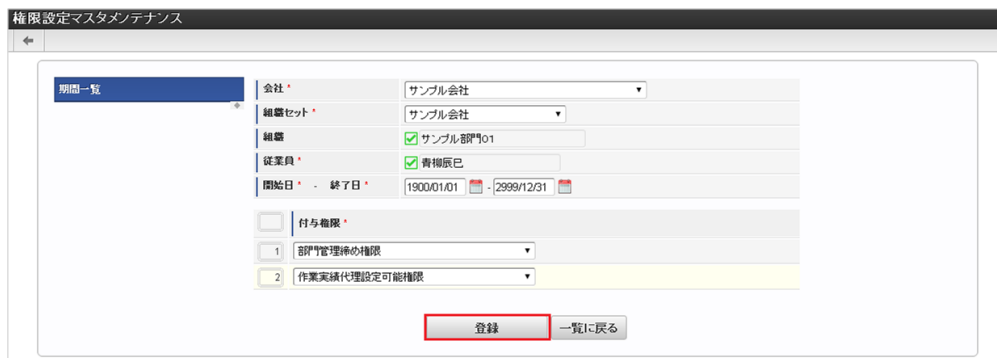 権限設定マスタメンテナンス
期間一覧
会社 * サンプル会社
組織セット * サンプル会社
組織 サンプル部門01
従業員 * 青柳辰巳
開始日 * - 終了日 * 1900/01/01 - 2999/12/31
付与権限 *
1 部門管理締め権限
2 作業実績代理設定可能権限
登録 一覧に戻る